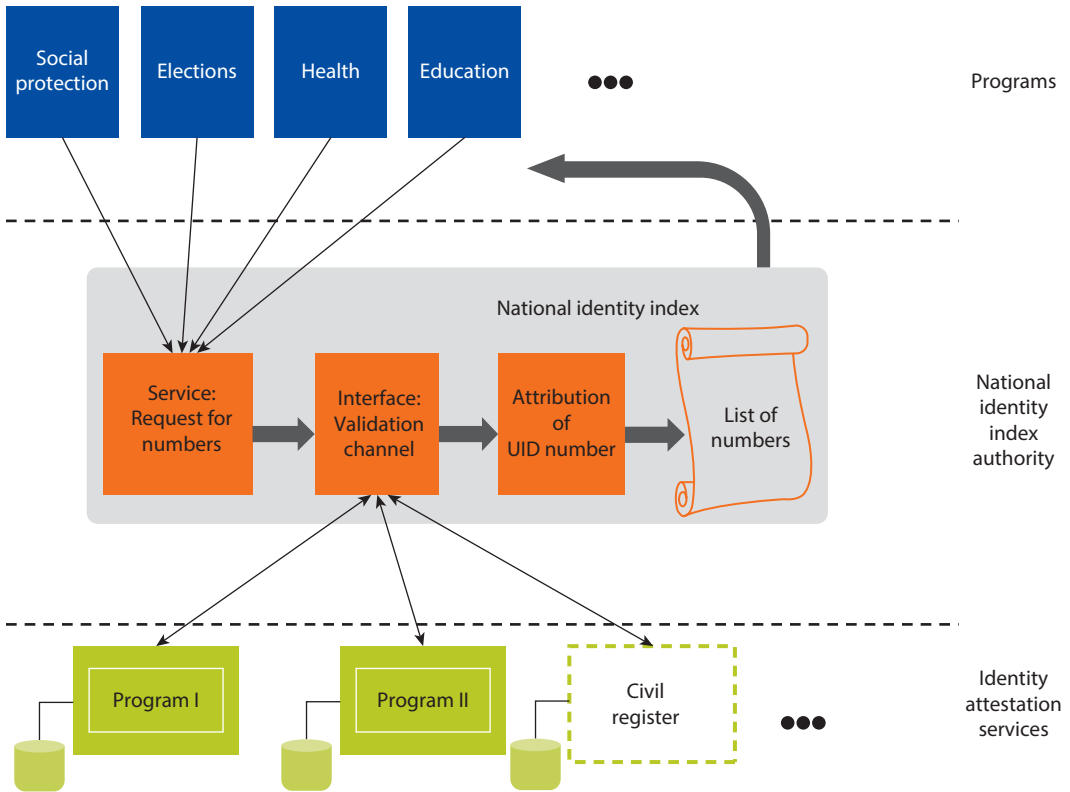 Social
protection
Elections
Health
Education
Programs
National identity index
Service:
Request for
numbers
Interface:
Validation
channel
Attribution
of
UID number
List of
numbers
National
identity
index
authority
Program I
Program II
Civil
register
Identity
attestation
services